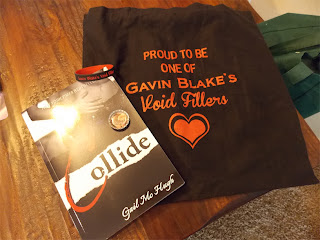 PROUD TO BE
ONE OF
GAVIN BLAKE'S
Void Fillers
Collide
Gail McHugh